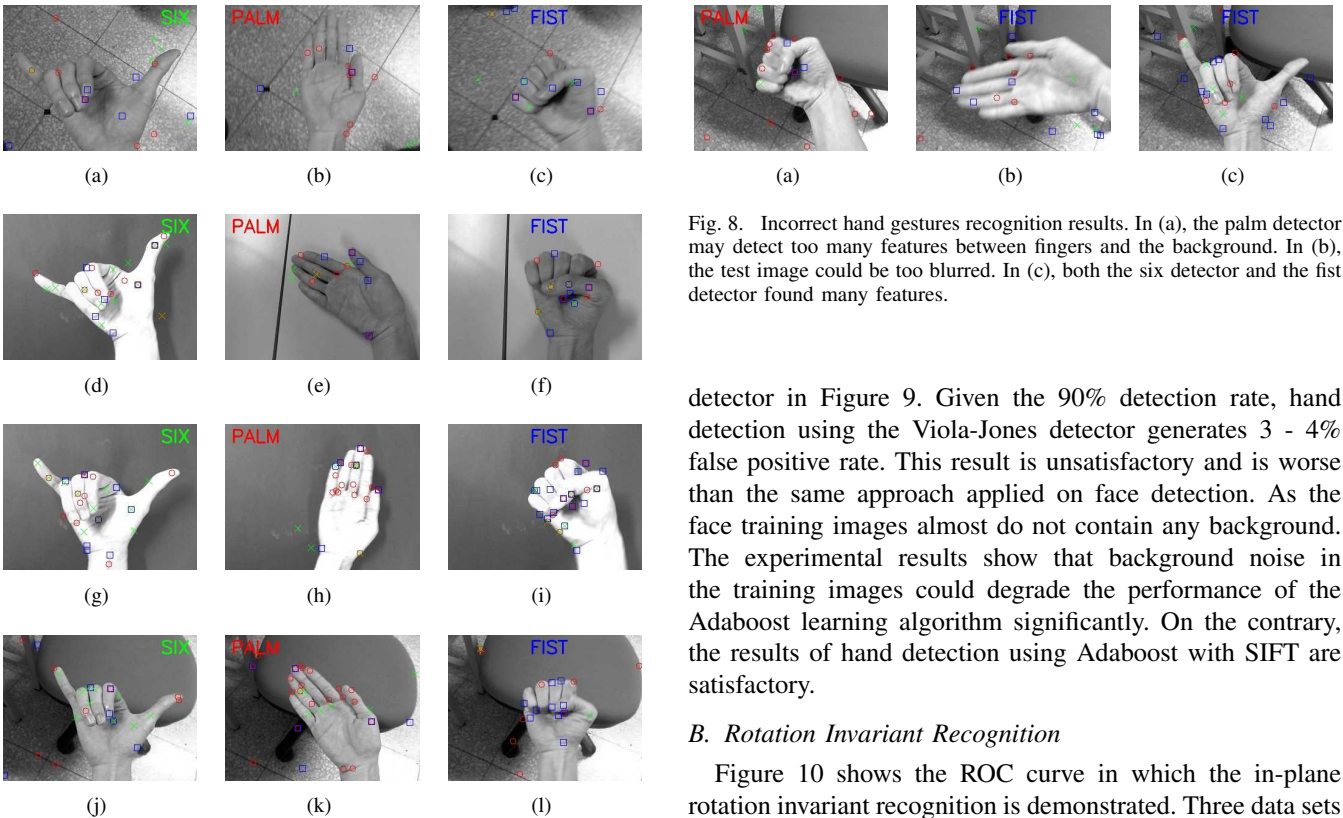 SIX
PALM
FIST
(a)
(b)
(c)
SIX
PALM
FIST
(d)
(e)
(f)
SIX
PALM
FIST
(g)
(h)
(i)
SIX
PALM
FIST
(j)
(k)
(l)
PALM
FIST
FIST
(a)
(b)
(c)
Fig. 8. Incorrect hand gestures recognition results. In (a), the palm detector
may detect too many features between fingers and the background. In (b),
the test image could be too blurred. In (c), both the six detector and the fist
detector found many features.
detector in Figure 9. Given the 90% detection rate, hand
detection using the Viola-Jones detector generates 3 - 4%
false positive rate. This result is unsatisfactory and is worse
than the same approach applied on face detection. As the
face training images almost do not contain any background.
The experimental results show that background noise in
the training images could degrade the performance of the
Adaboost learning algorithm significantly. On the contrary,
the results of hand detection using Adaboost with SIFT are
satisfactory.
B. Rotation Invariant Recognition
Figure 10 shows the ROC curve in which the in-plane
rotation invariant recognition is demonstrated. Three data sets